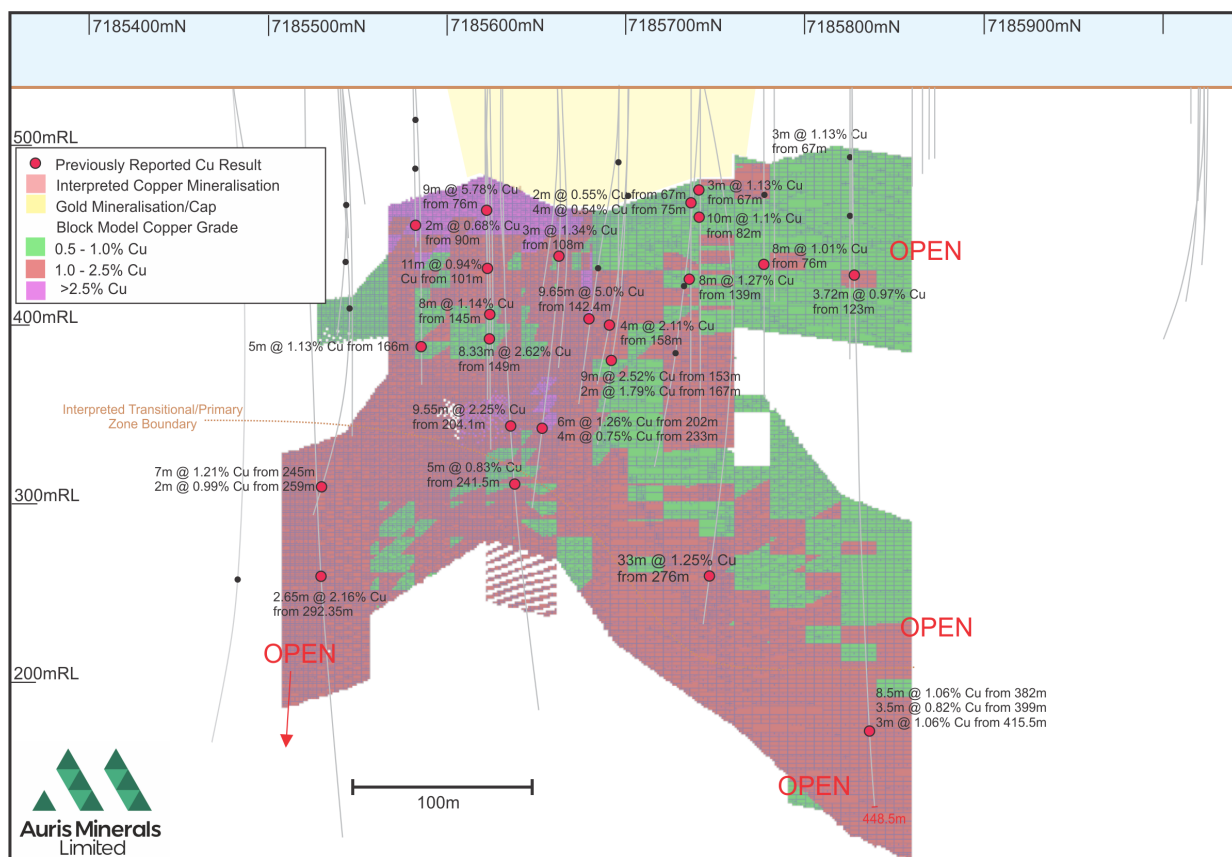 7185400mN
7185500mN
7185600mN
7185700mN
7185800mN
7185900mN
500mRL
400mRL
300mRL
200mRL
Previously Reported Cu Result
Interpreted Copper Mineralisation
Gold Mineralisation/Cap
Block Model Copper Grade
0.5 - 1.0% Cu
1.0 - 2.5% Cu
>2.5% Cu
3m @ 1.13% Cu
from 67m
9m @ 5.78% Cu
from 76m
2m @ 0.55% Cu from 67m
4m @ 0.54% Cu from 75m
3m @ 1.13% Cu
from 67m
2m @ 0.68% Cu
from 90m
3m @ 1.34% Cu
from 108m
10m @ 1.1% Cu
from 82m
OPEN
11m @ 0.94%
Cu from 101m
8m @ 1.01% Cu
from 76m
9.65m @ 5.0% Cu
from 142.4m
8m @ 1.27% Cu
from 139m
3.72m @ 0.97% Cu
from 123m
8m @ 1.14% Cu
from 145m
4m @ 2.11% Cu
from 158m
5m @ 1.13% Cu from 166m
8.33m @ 2.62% Cu
from 149m
9m @ 2.52% Cu from 153m
2m @ 1.79% Cu from 167m
Interpreted Transitional/Primary
Zone Boundary
9.55m @ 2.25% Cu
from 204.1m
6m @ 1.26% Cu from 202m
4m @ 0.75% Cu from 233m
7m @ 1.21% Cu from 245m
2m @ 0.99% Cu from 259m
5m @ 0.83% Cu
from 241.5m
33m @ 1.25% Cu
from 276m
2.65m @ 2.16% Cu
from 292.35m
OPEN
OPEN
8.5m @ 1.06% Cu from 382m
3.5m @ 0.82% Cu from 399m
3m @ 1.06% Cu from 415.5m
OPEN
448.5m
100m
Auris Minerals
Limited